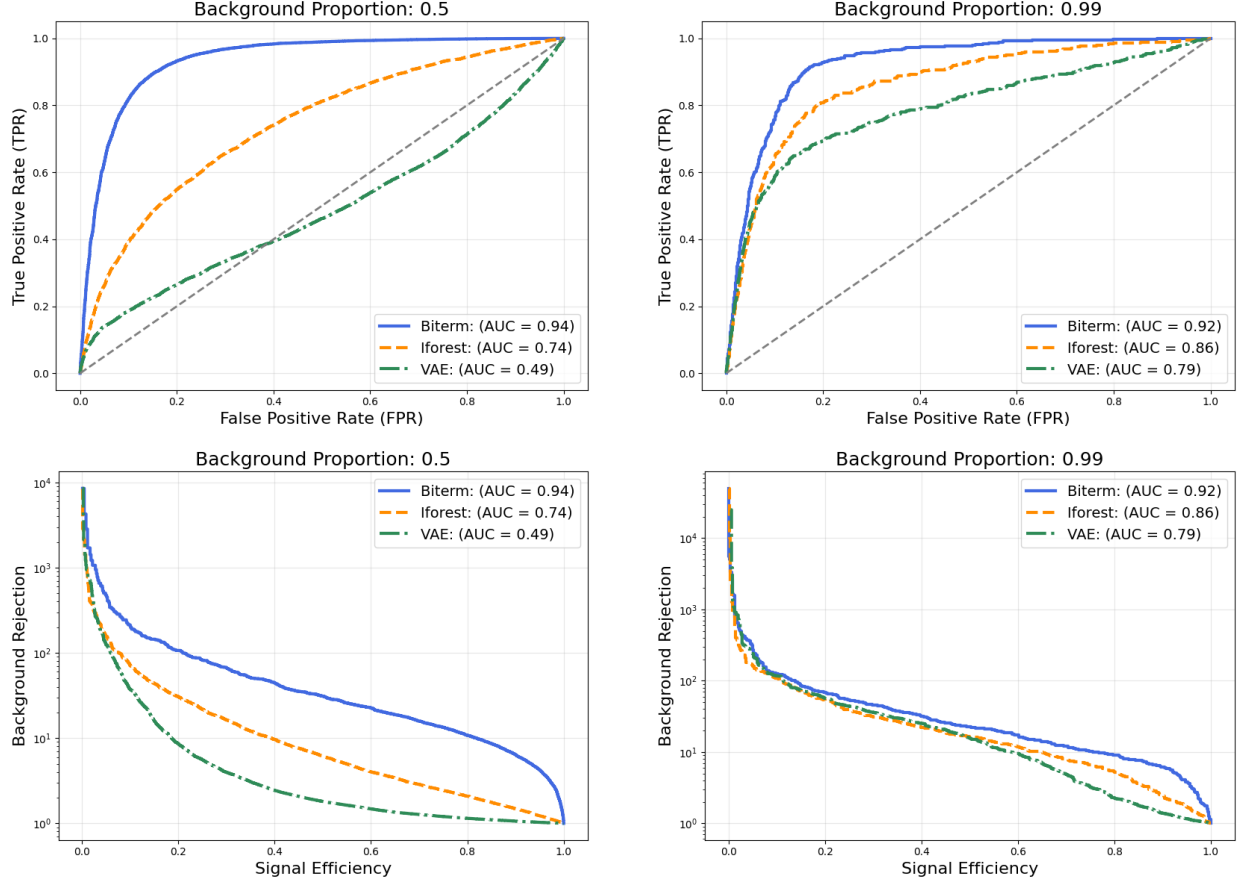 Background Proportion: 0.5
True Positive Rate (TPR)
1.0
0.8
0.6
0.4
0.2
0.0
Biterm: (AUC = 0.94)
Iforest: (AUC = 0.74)
VAE: (AUC = 0.49)
0.0 0.2 0.4 0.6 0.8 1.0
False Positive Rate (FPR)
Background Proportion: 0.99
True Positive Rate (TPR)
1.0
0.8
0.6
0.4
0.2
0.0
Biterm: (AUC = 0.92)
Iforest: (AUC = 0.86)
VAE: (AUC = 0.79)
0.0 0.2 0.4 0.6 0.8 1.0
False Positive Rate (FPR)
Background Proportion: 0.5
Background Rejection
10⁴
10³
10²
10¹
10⁰
Biterm: (AUC = 0.94)
Iforest: (AUC = 0.74)
VAE: (AUC = 0.49)
0.0 0.2 0.4 0.6 0.8 1.0
Signal Efficiency
Background Proportion: 0.99
Background Rejection
10⁴
10³
10²
10¹
10⁰
Biterm: (AUC = 0.92)
Iforest: (AUC = 0.86)
VAE: (AUC = 0.79)
0.0 0.2 0.4 0.6 0.8 1.0
Signal Efficiency